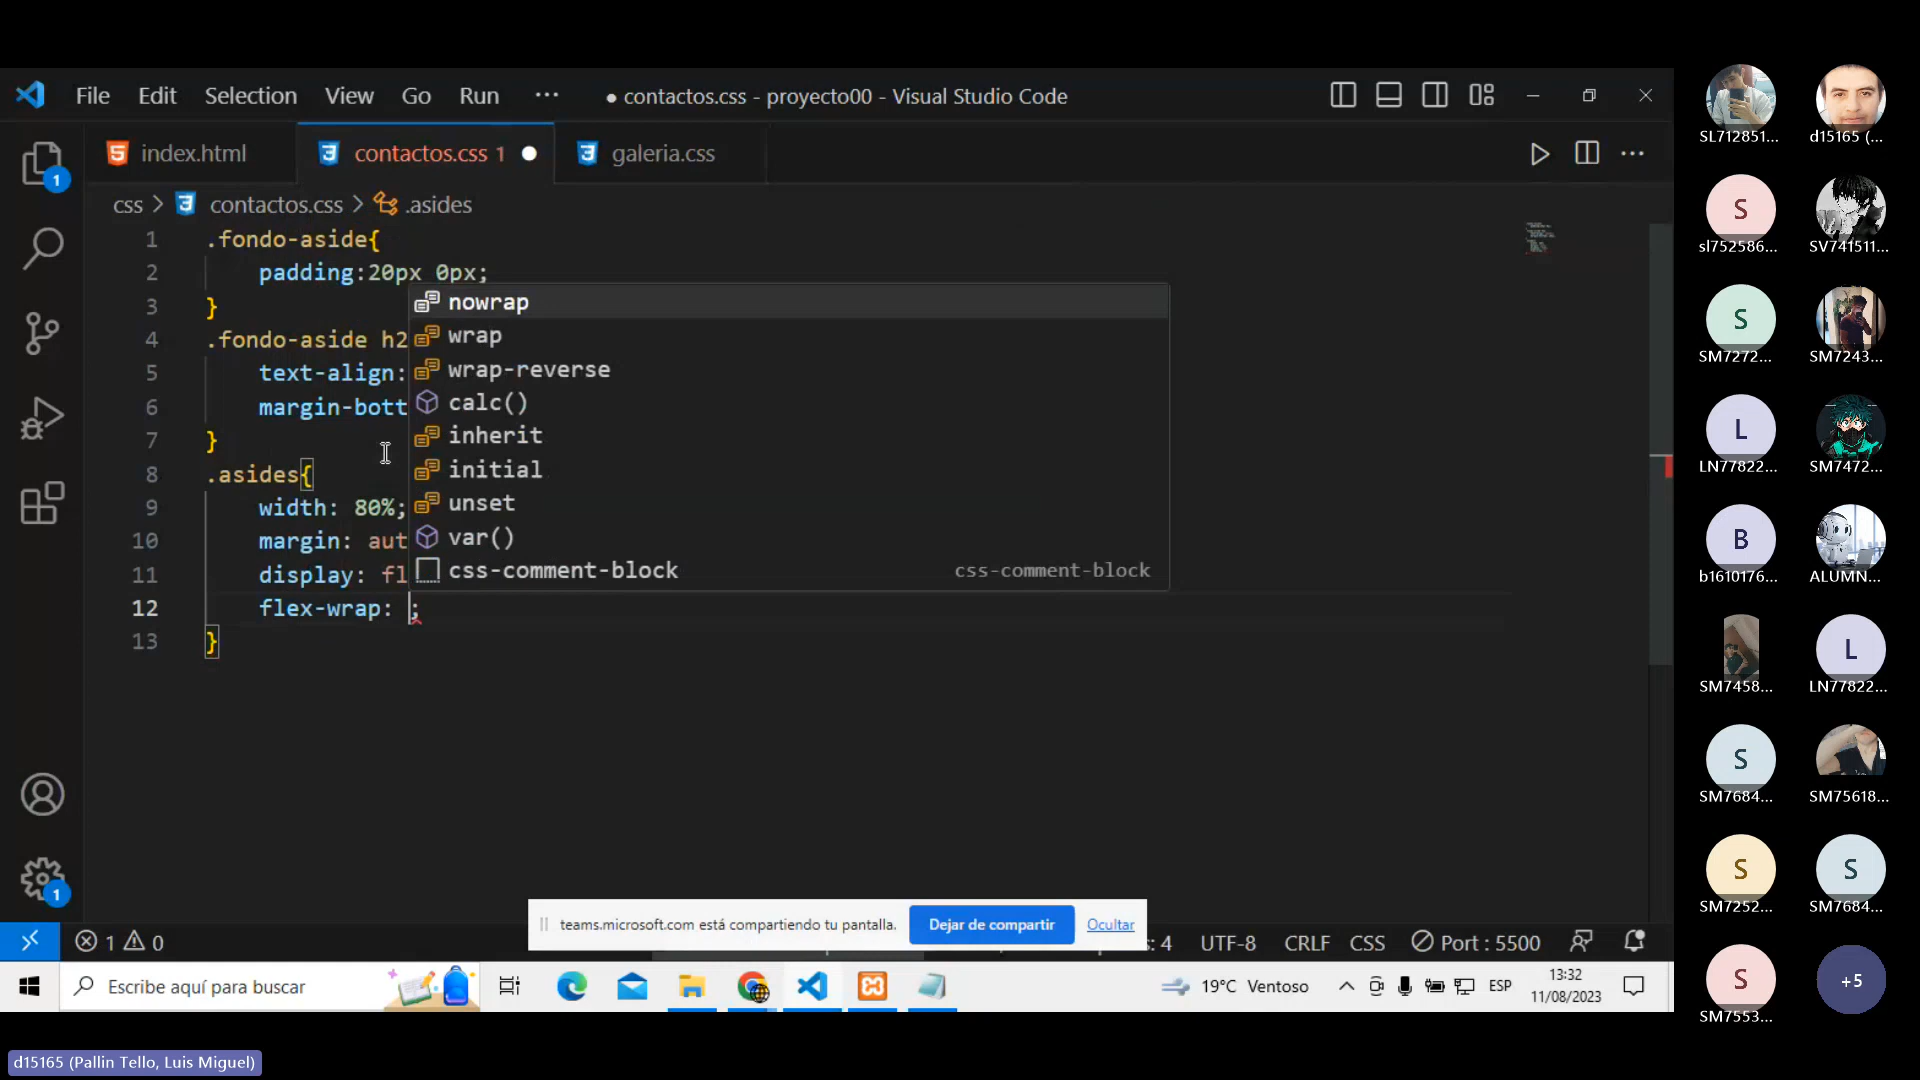 File Edit Selection View Go Run ··· ● contactos.css - proyecto00 - Visual Studio Code
index.html contactos.css 1 galeria.css
css > contactos.css > .asides
1 .fondo-aside{
2 padding:20px 0px;
3 }
4 .fondo-aside h2
5 text-align:
6 margin-bott
7 }
8 .asides{
9 width: 80%;
10 margin: aut
11 display: fl
12 flex-wrap: ;
13 }
nowrap
wrap
wrap-reverse
calc()
inherit
initial
unset
var()
css-comment-block css-comment-block
teams.microsoft.com está compartiendo tu pantalla. Dejar de compartir Ocultar
1 0 : 4 UTF-8 CRLF CSS Port : 5500
Escribe aquí para buscar 19°C Ventoso ESP 13:32
11/08/2023
1
1
SL712851... d15165 (...
S
sl752586... SV741511...
S
SM7272... SM7243...
L
LN77822... SM7472...
B
b1610176... ALUMN...
L
SM7458... LN77822...
S
SM7684... SM75618...
S S
SM7252... SM7684...
S +5
SM7553...
d15165 (Pallin Tello, Luis Miguel)